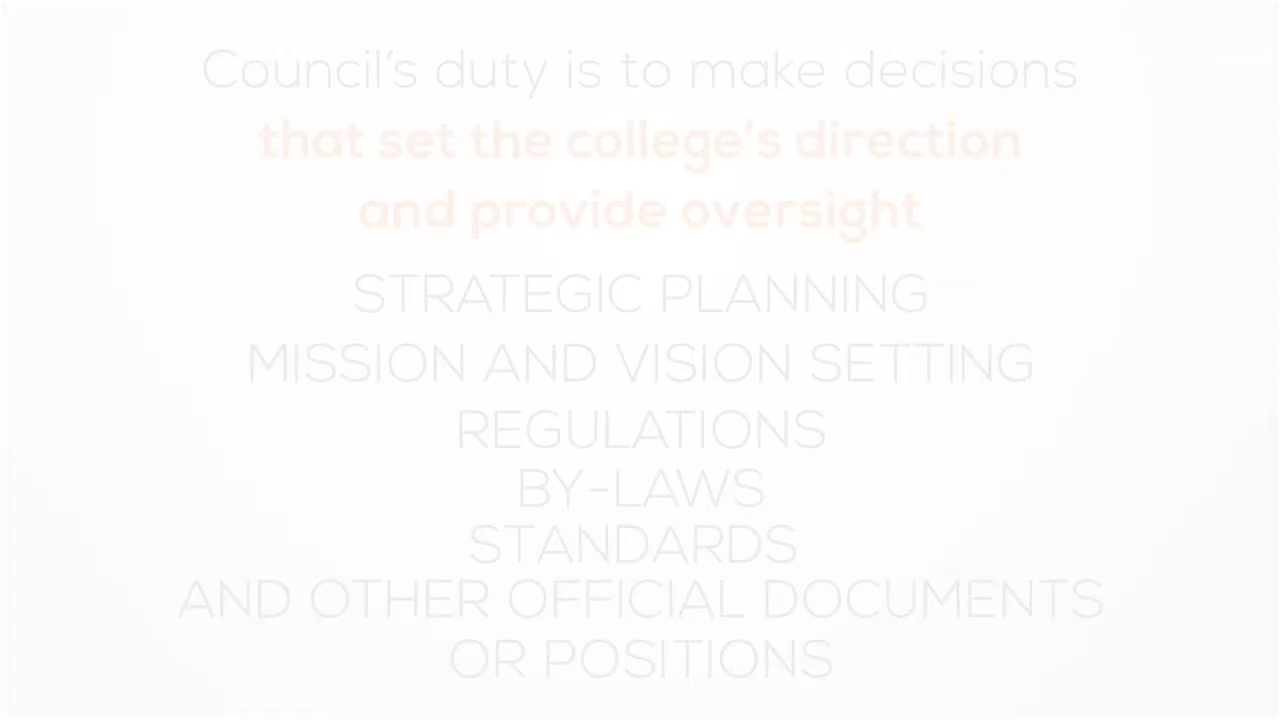 Council's duty is to make decisions
that set the college's direction
and provide oversight
STRATEGIC PLANNING
MISSION AND VISION SETTING
REGULATIONS
BY-LAWS
STANDARDS
AND OTHER OFFICIAL DOCUMENTS
OR POSITIONS